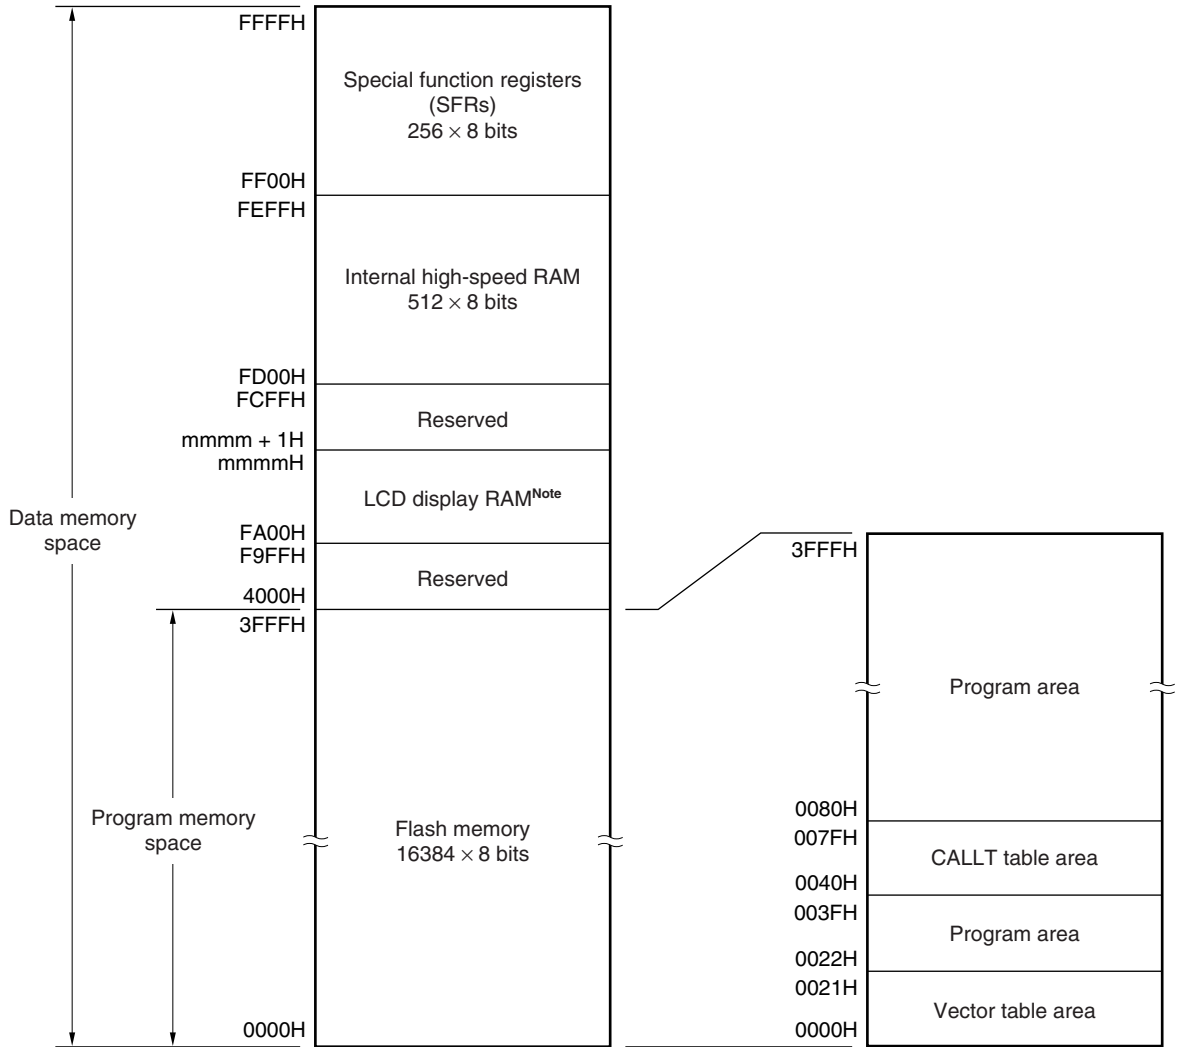 FFFFH
Special function registers
(SFRs)
256 × 8 bits
FF00H
FEFFH
Internal high-speed RAM
512 × 8 bits
FD00H
FCFFH
Reserved
mmmm + 1H
mmmmH
LCD display RAMNote
Data memory
space
FA00H
F9FFH
Reserved
4000H
3FFFH
Program memory
space
Flash memory
16384 × 8 bits
0000H
3FFFH
Program area
0080H
007FH
CALLT table area
0040H
003FH
Program area
0022H
0021H
Vector table area
0000H